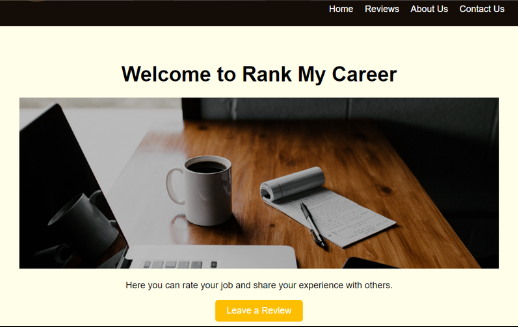 Home Reviews About Us Contact Us
Welcome to Rank My Career
Here you can rate your job and share your experience with others.
Leave a Review